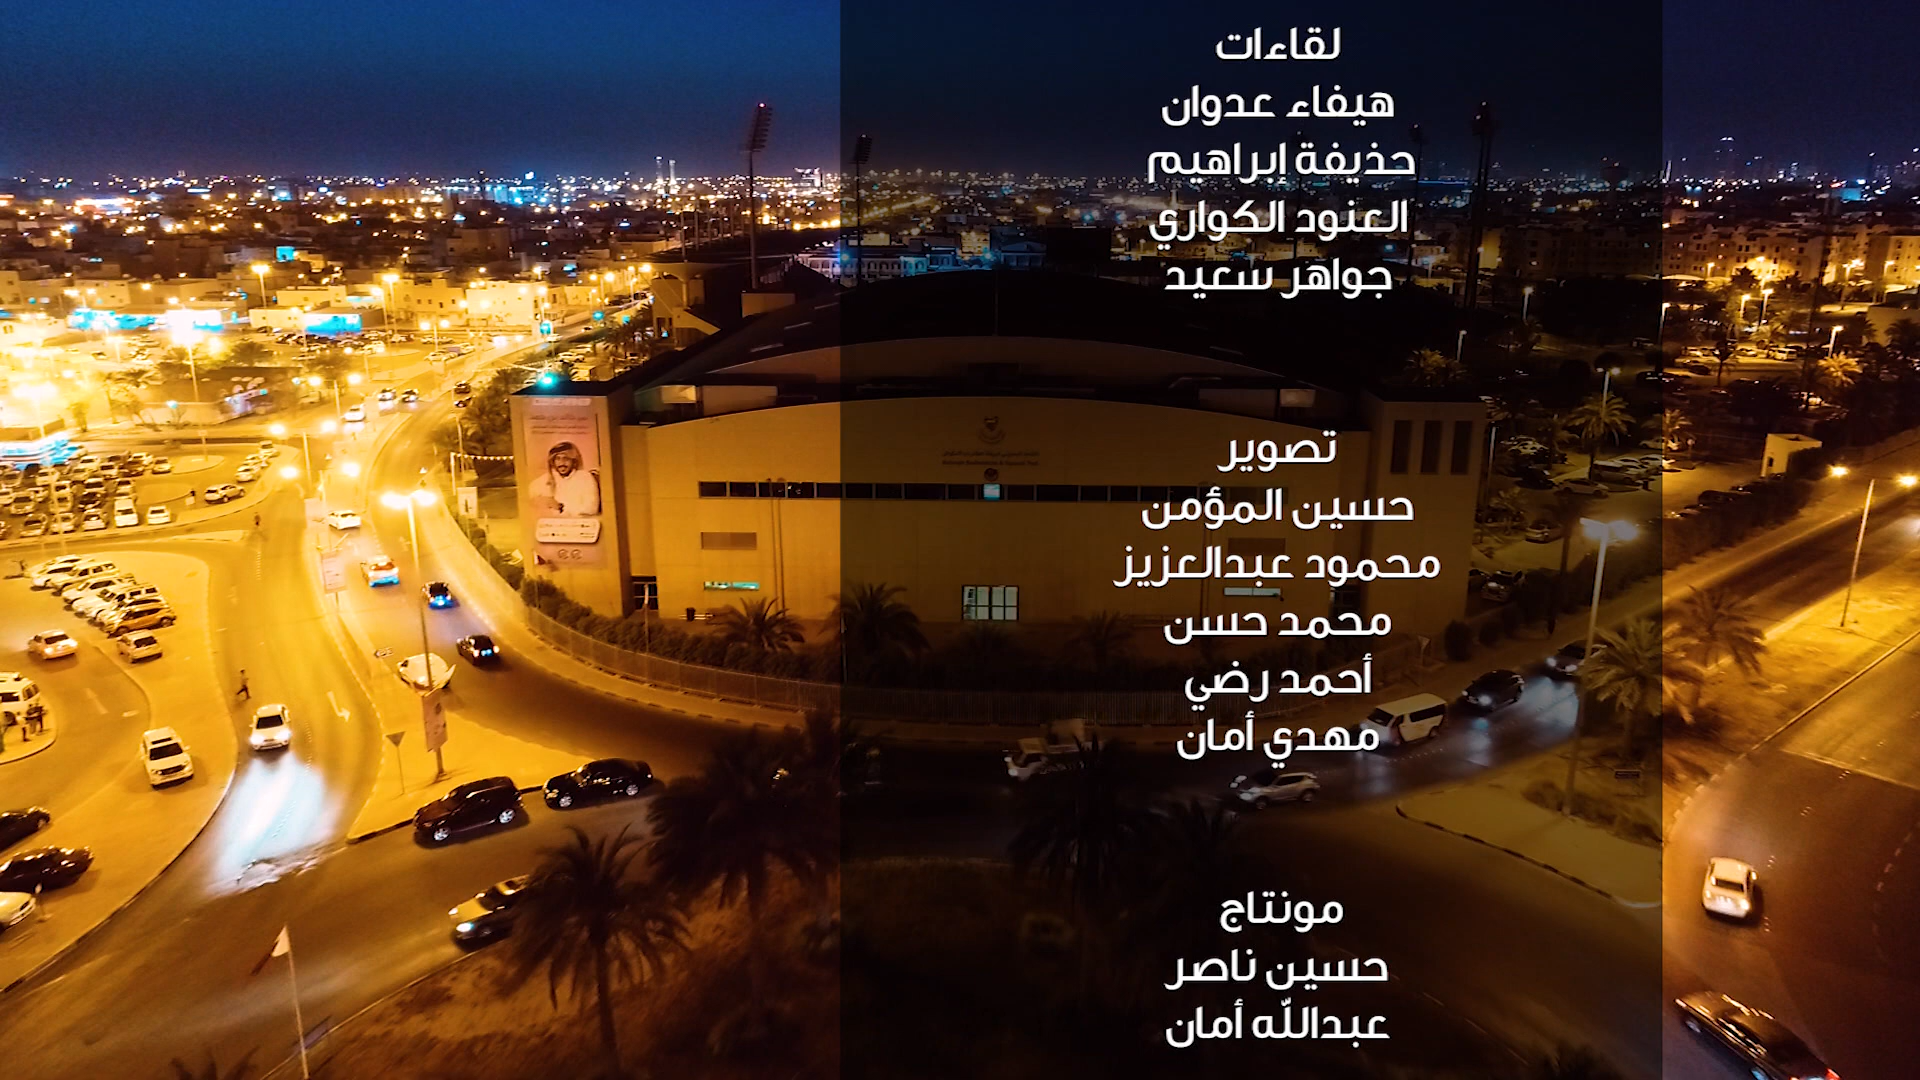 لقاءات
هيفاء عدوان
حذيفة إبراهيم
العنود الكواري
جواهر سعيد
تصوير
حسين المؤمن
محمود عبدالعزيز
محمد حسن
أحمد رضي
مهدي أمان
مونتاج
حسين ناصر
عبداللّه أمان